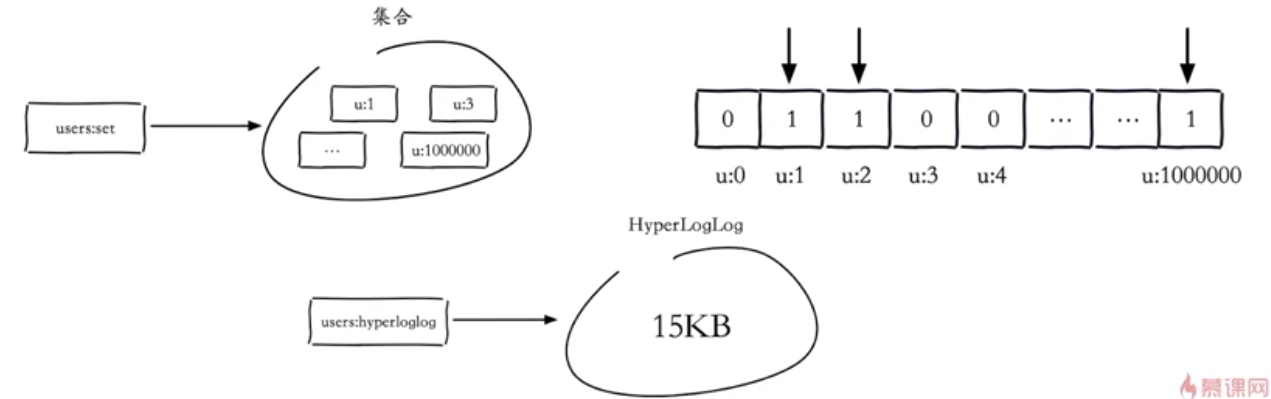 集合
users:set
u:1
u:3
...
u:1000000
0 1 1 0 0 ... ... 1
u:0 u:1 u:2 u:3 u:4 u:1000000
HyperLogLog
users:hyperloglog
15KB
慕课网